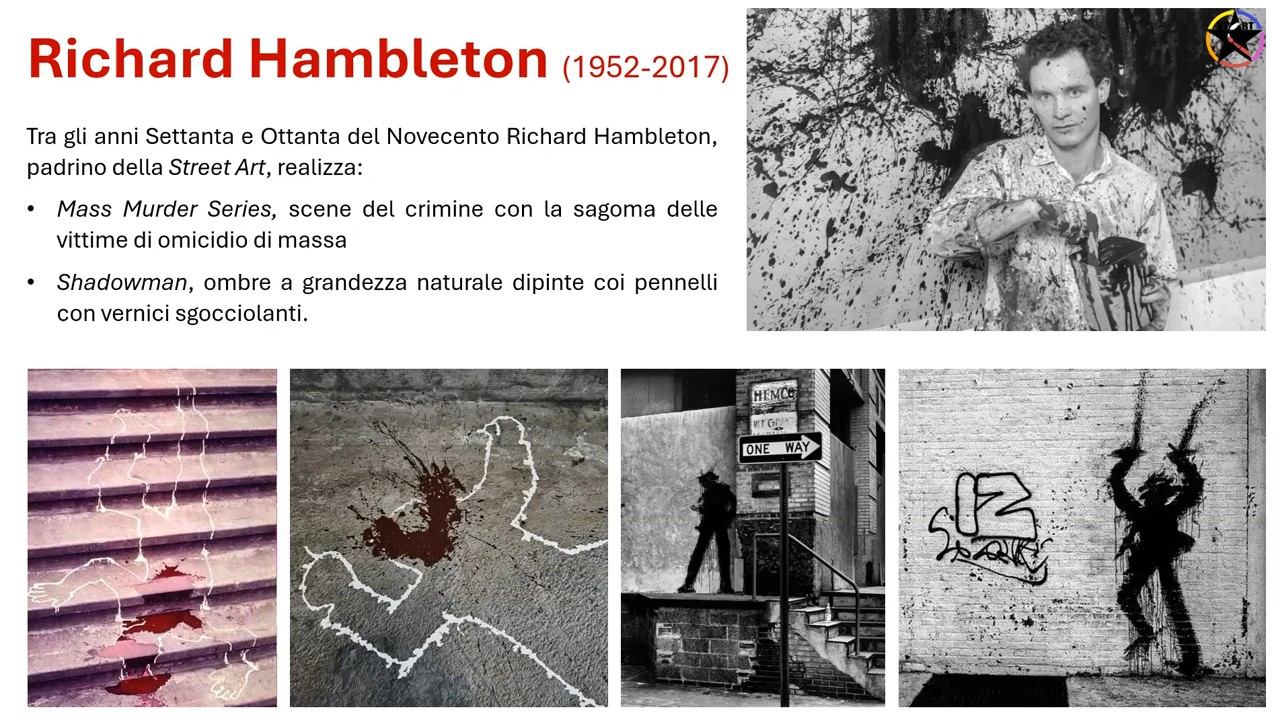 Richard Hambleton (1952-2017)
Tra gli anni Settanta e Ottanta del Novecento Richard Hambleton,
padrino della Street Art, realizza:
• Mass Murder Series, scene del crimine con la sagoma delle
vittime di omicidio di massa
• Shadowman, ombre a grandezza naturale dipinte coi pennelli
con vernici sgocciolanti.
HEMCO
ONE WAY